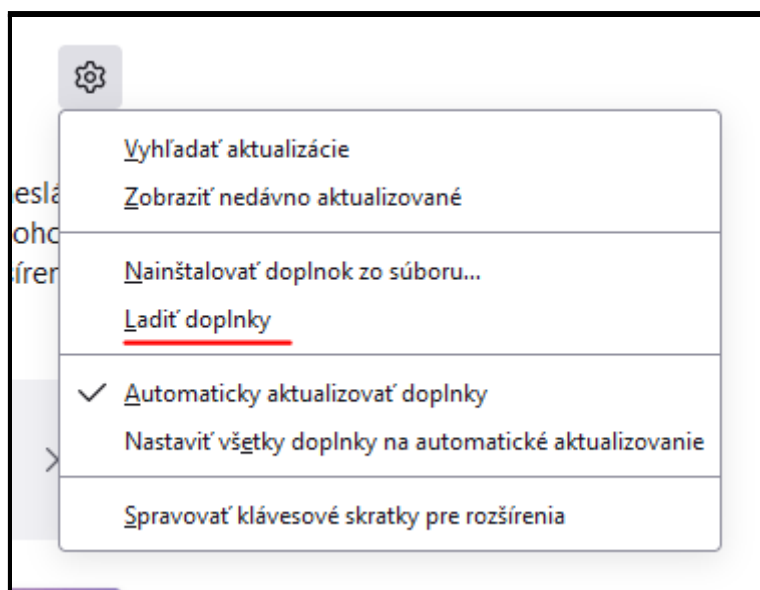 Vyhľadať aktualizácie
Zobraziť nedávno aktualizované
Nainštalovať doplnok zo súboru...
Ladiť doplnky
Automaticky aktualizovať doplnky
Nastaviť všetky doplnky na automatické aktualizovanie
Spravovať klávesové skratky pre rozšírenia